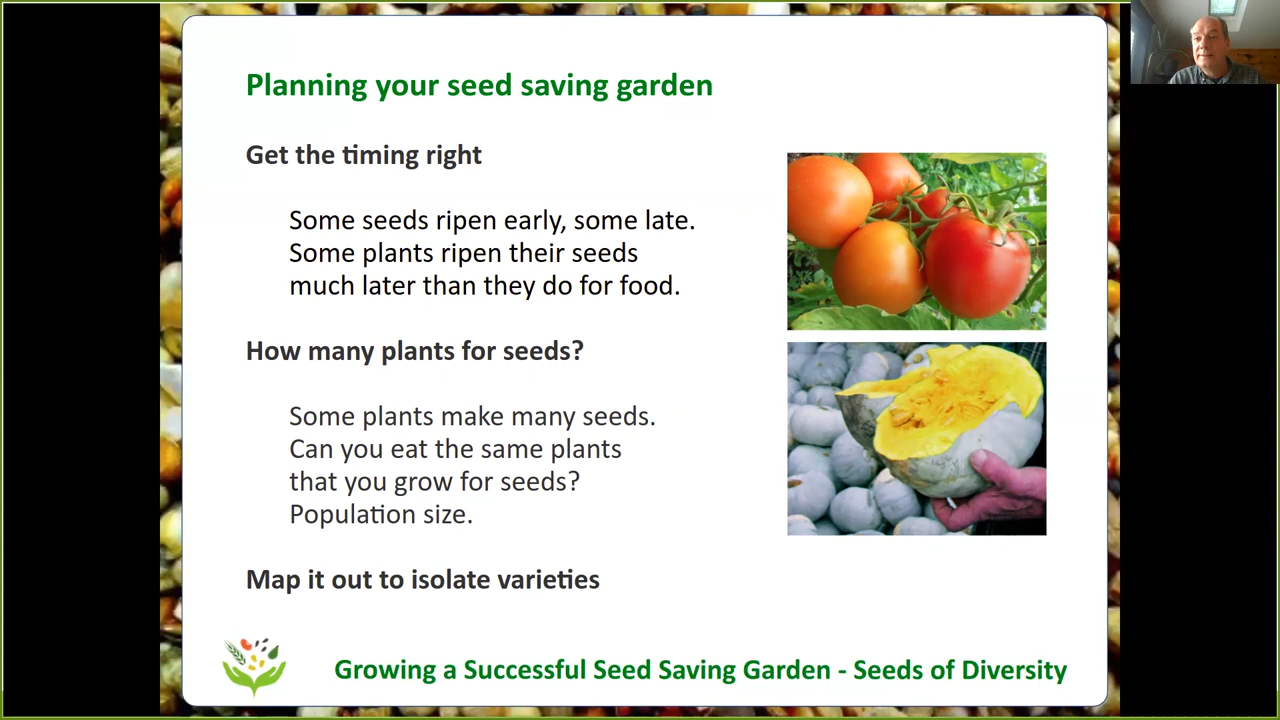 Planning your seed saving garden
Get the timing right
Some seeds ripen early, some late.
Some plants ripen their seeds
much later than they do for food.
How many plants for seeds?
Some plants make many seeds.
Can you eat the same plants
that you grow for seeds?
Population size.
Map it out to isolate varieties
Growing a Successful Seed Saving Garden - Seeds of Diversity